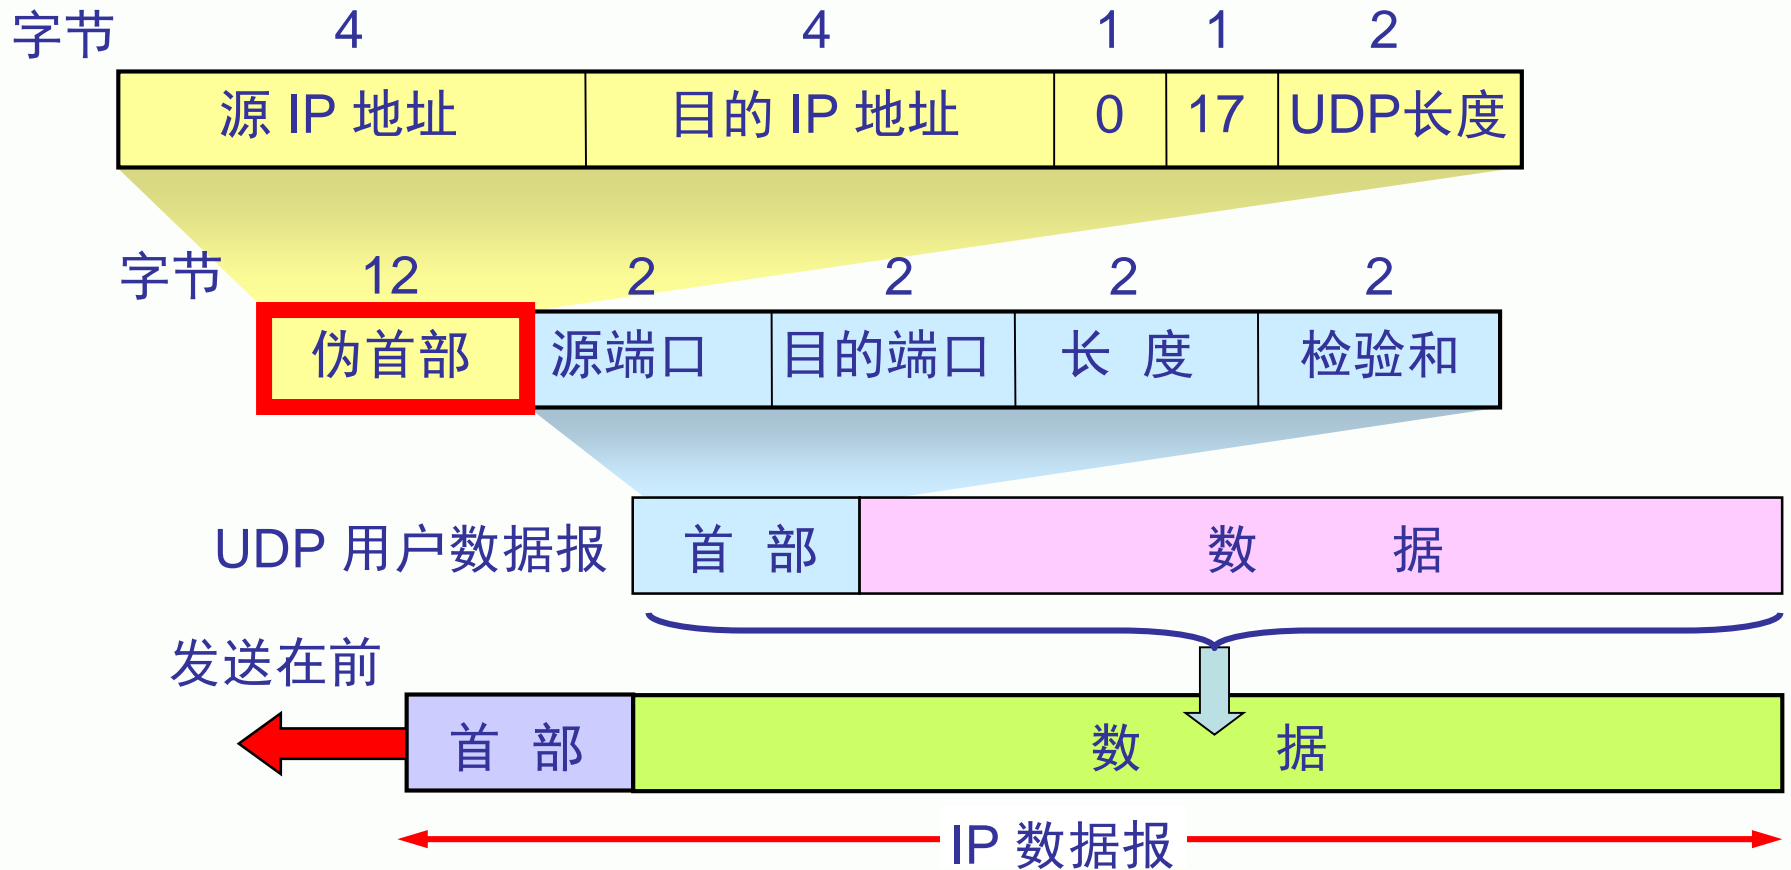 字节 4 4 1 1 2
源 IP 地址 目的 IP 地址 0 17 UDP长度
字节 12 2 2 2 2
伪首部 源端口 目的端口 长 度 检验和
UDP 用户数据报 首 部 数 据
发送在前
首 部 数 据
IP 数据报